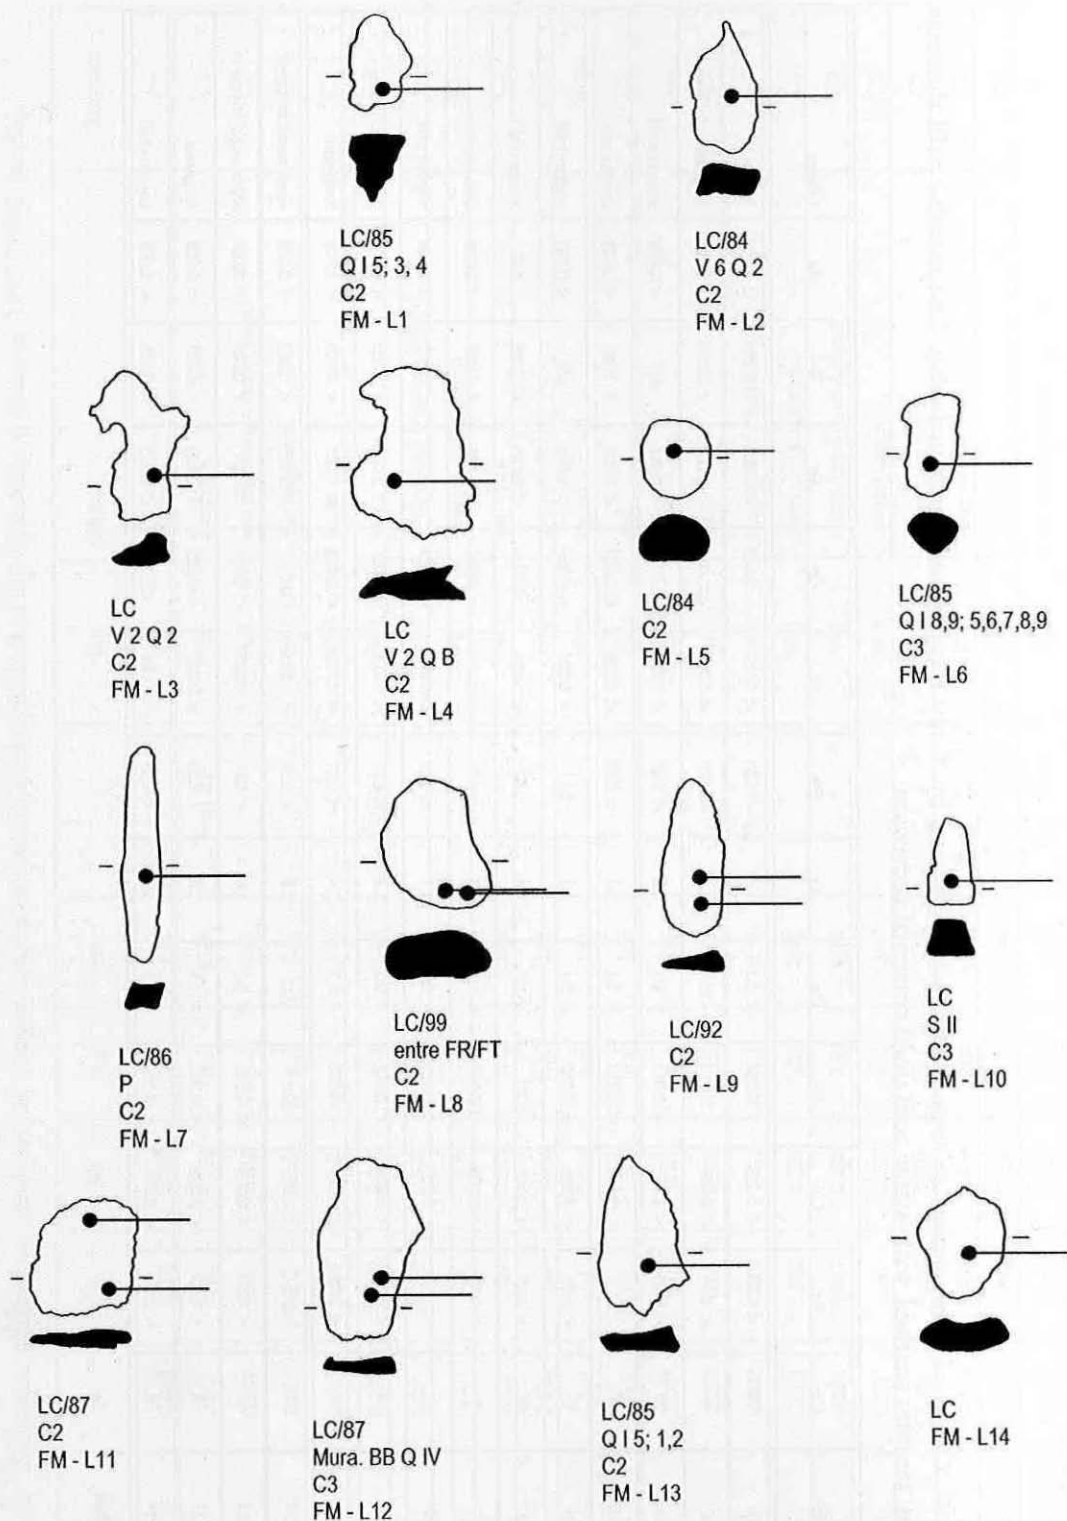 LC/85
Q I 5; 3, 4
C2
FM - L1
LC/84
V 6 Q 2
C2
FM - L2
LC
V 2 Q 2
C2
FM - L3
LC
V 2 Q B
C2
FM - L4
LC/84
C2
FM - L5
LC/85
Q I 8,9; 5,6,7,8,9
C3
FM - L6
LC/86
P
C2
FM - L7
LC/99
entre FR/FT
C2
FM - L8
LC/92
C2
FM - L9
LC
S II
C3
FM - L10
LC/87
C2
FM - L11
LC/87
Mura. BB Q IV
C3
FM - L12
LC/85
Q I 5; 1,2
C2
FM - L13
LC
FM - L14